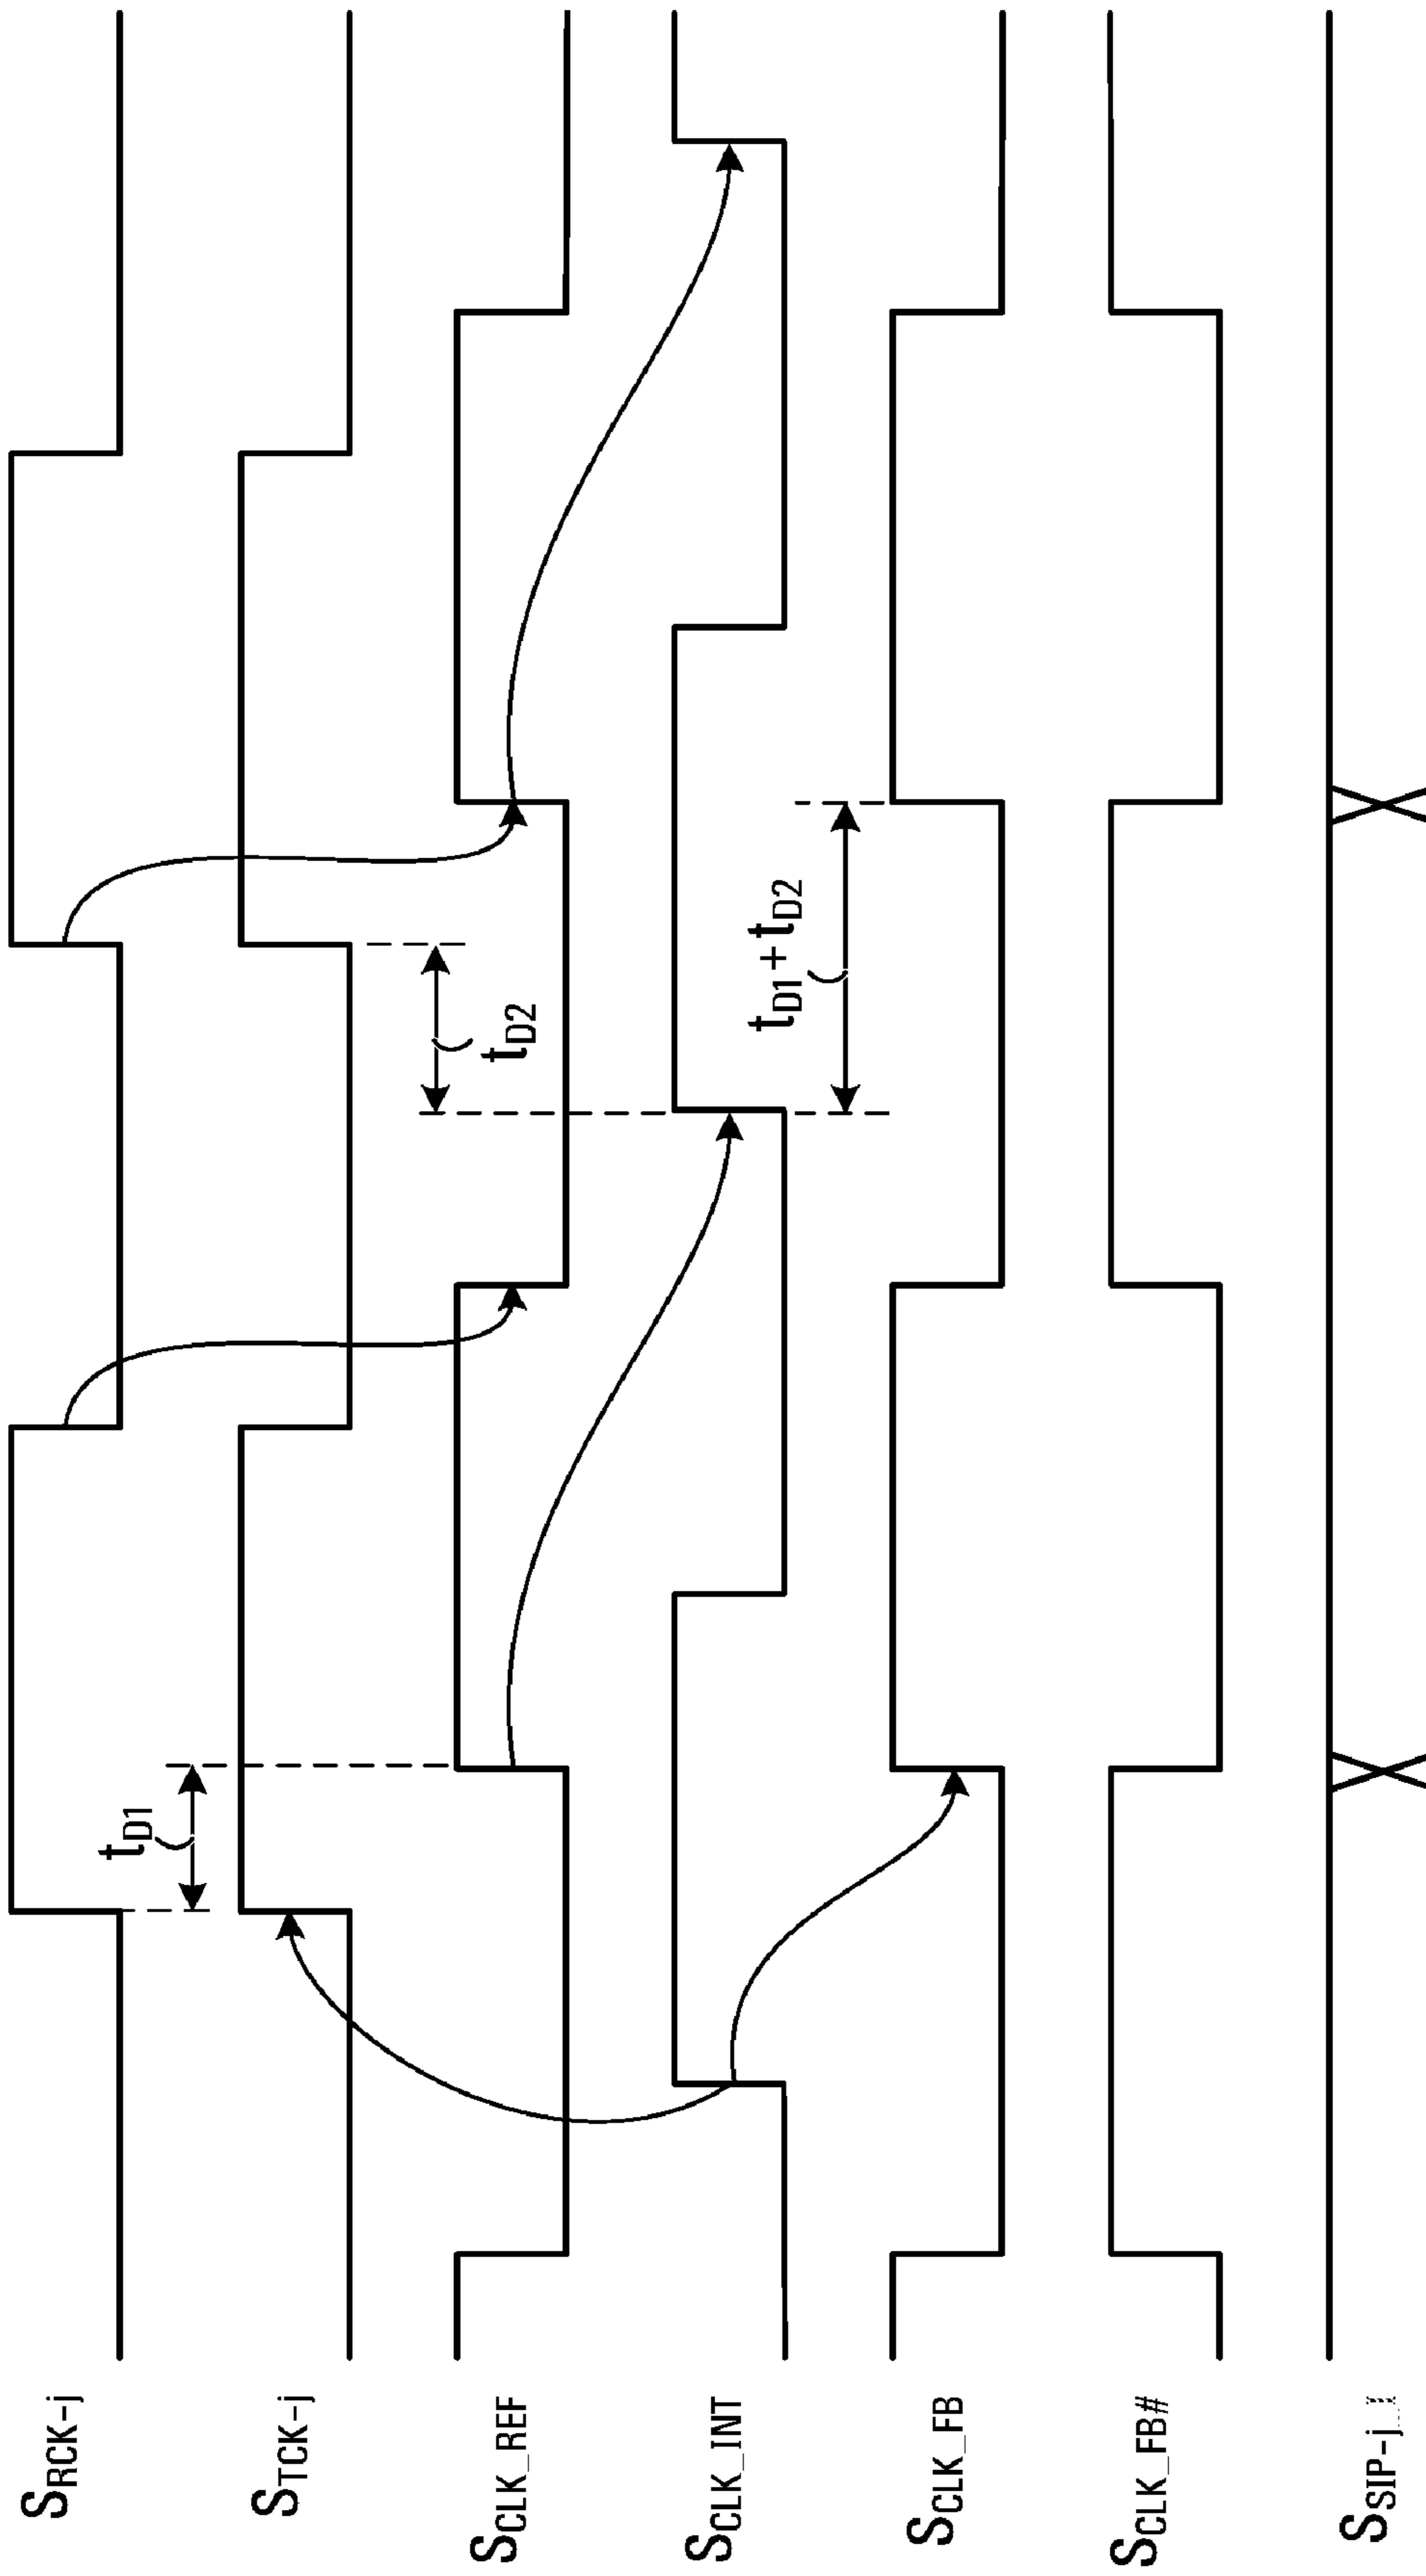 SRCK-j
STCK-j
SCLK_REF
SCLK_INT
SCLK_FB
SCLK_FB#
SSIP-j
tD1
tD2
tD1 + tD2